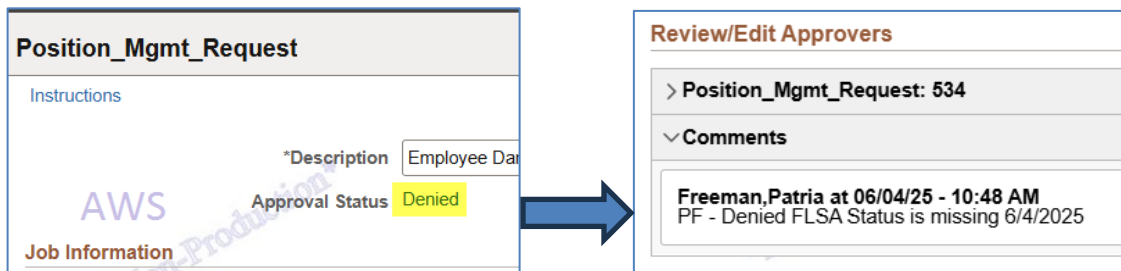 Position_Mgmt_Request
Instructions
*Description Employee Dar
AWS
Approval Status Denied
Job Information
Review/Edit Approvers
Position_Mgmt_Request: 534
Comments
Freeman,Patria at 06/04/25 - 10:48 AM
PF - Denied FLSA Status is missing 6/4/2025